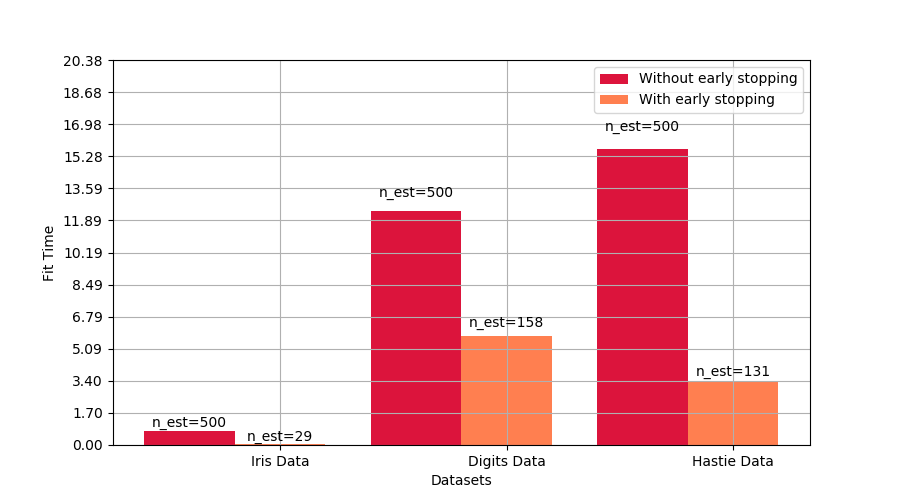 20.38
18.68
16.98
15.28
13.59
11.89
10.19
8.49
6.79
5.09
3.40
1.70
0.00
Fit Time
Without early stopping
With early stopping
n_est=500
n_est=500
n_est=158
n_est=131
n_est=500
n_est=29
Iris Data
Digits Data
Hastie Data
Datasets